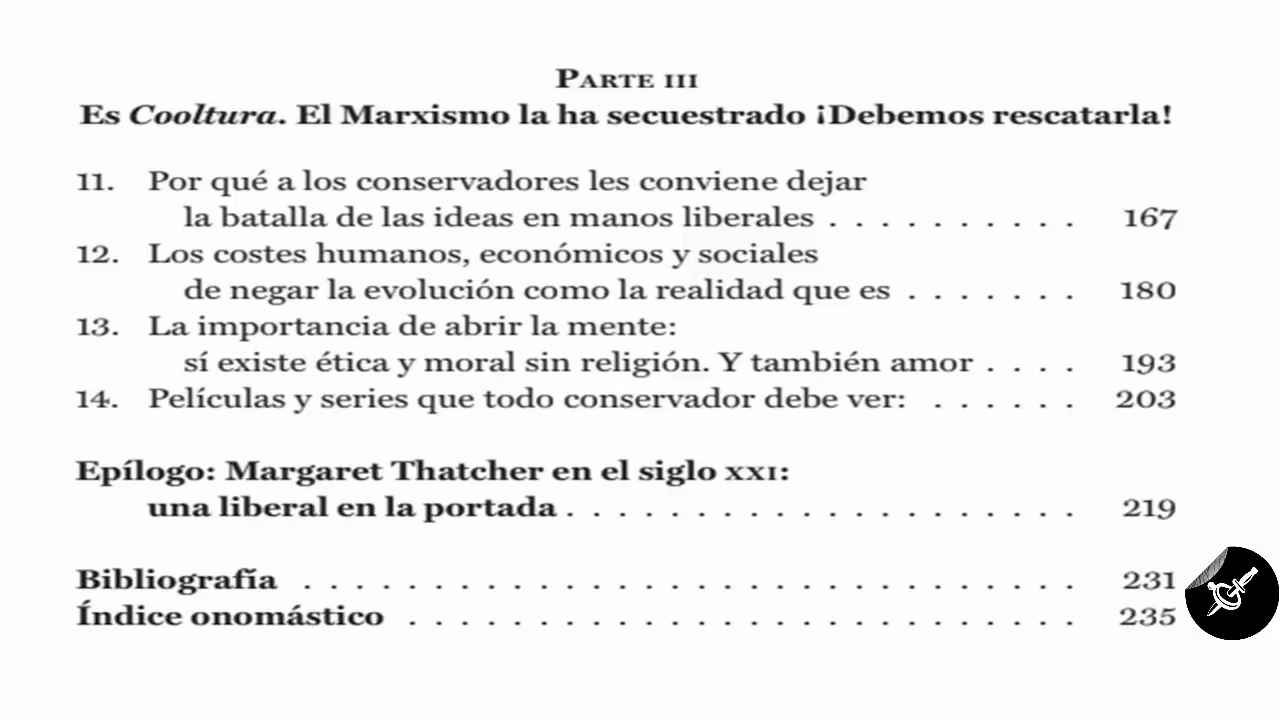 PARTE III
Es Cooltura. El Marxismo la ha secuestrado ¡Debemos rescatarla!
11. Por qué a los conservadores les conviene dejar
la batalla de las ideas en manos liberales . . . . . . . . . . 167
12. Los costes humanos, económicos y sociales
de negar la evolución como la realidad que es . . . . . . . 180
13. La importancia de abrir la mente:
sí existe ética y moral sin religión. Y también amor . . . . 193
14. Películas y series que todo conservador debe ver: . . . . . . 203
Epílogo: Margaret Thatcher en el siglo XXI:
una liberal en la portada . . . . . . . . . . . . . . . . . . . . 219
Bibliografía . . . . . . . . . . . . . . . . . . . . . . . . . . . . . . 231
Índice onomástico . . . . . . . . . . . . . . . . . . . . . . . . . . 235